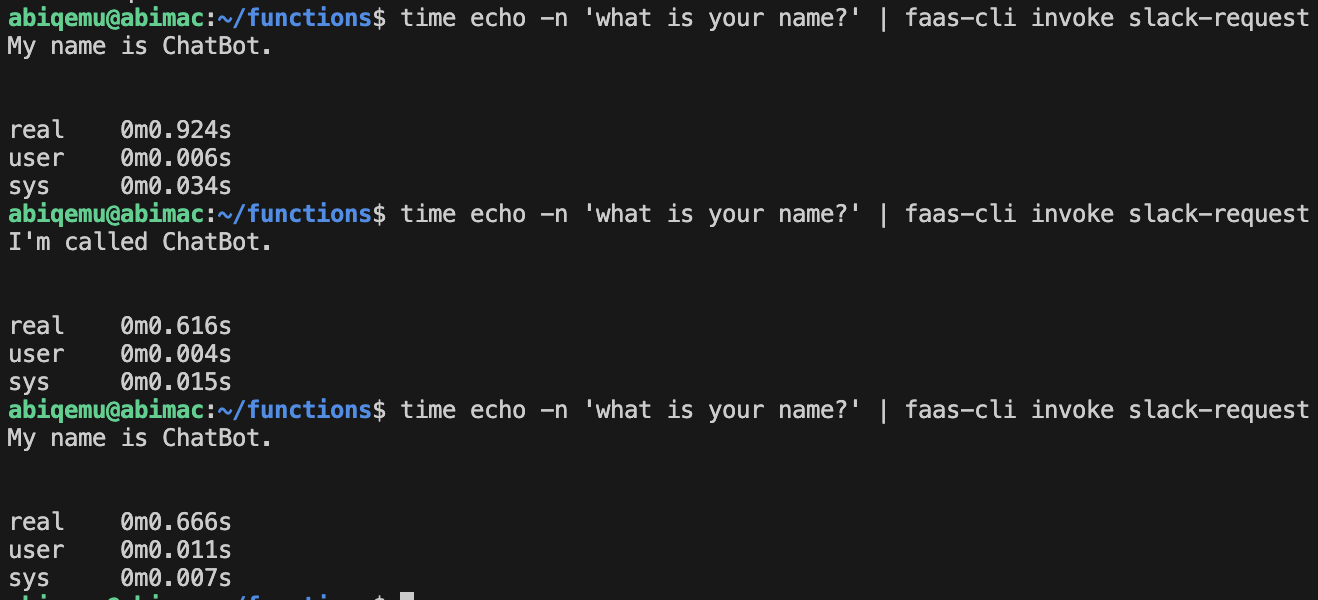 abiqemu@abimac:~/functions$ time echo -n 'what is your name?' | faas-cli invoke slack-request
My name is ChatBot.
real 0m0.924s
user 0m0.006s
sys 0m0.034s
abiqemu@abimac:~/functions$ time echo -n 'what is your name?' | faas-cli invoke slack-request
I'm called ChatBot.
real 0m0.616s
user 0m0.004s
sys 0m0.015s
abiqemu@abimac:~/functions$ time echo -n 'what is your name?' | faas-cli invoke slack-request
My name is ChatBot.
real 0m0.666s
user 0m0.011s
sys 0m0.007s
abiqemu@abimac:~/functions$